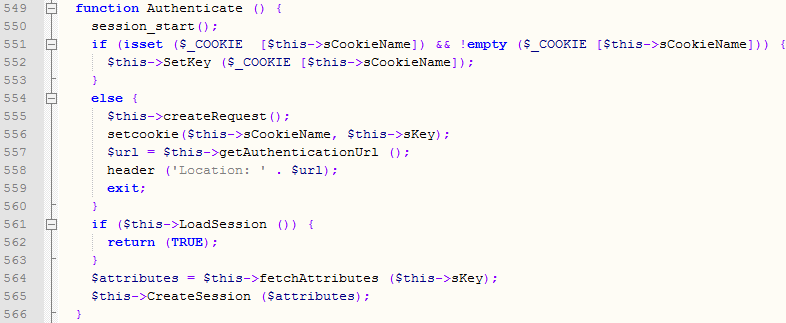 549 function Authenticate () {
550 session_start();
551 if (isset ($_COOKIE [$this->sCookieName]) && !empty ($_COOKIE [$this->sCookieName])) {
552 $this->SetKey ($_COOKIE [$this->sCookieName]);
553 }
554 else {
555 $this->createRequest();
556 setcookie($this->sCookieName, $this->sKey);
557 $url = $this->getAuthenticationUrl ();
558 header ('Location: ' . $url);
559 exit;
560 }
561 if ($this->LoadSession ()) {
562 return (TRUE);
563 }
564 $attributes = $this->fetchAttributes ($this->sKey);
565 $this->CreateSession ($attributes);
566 }